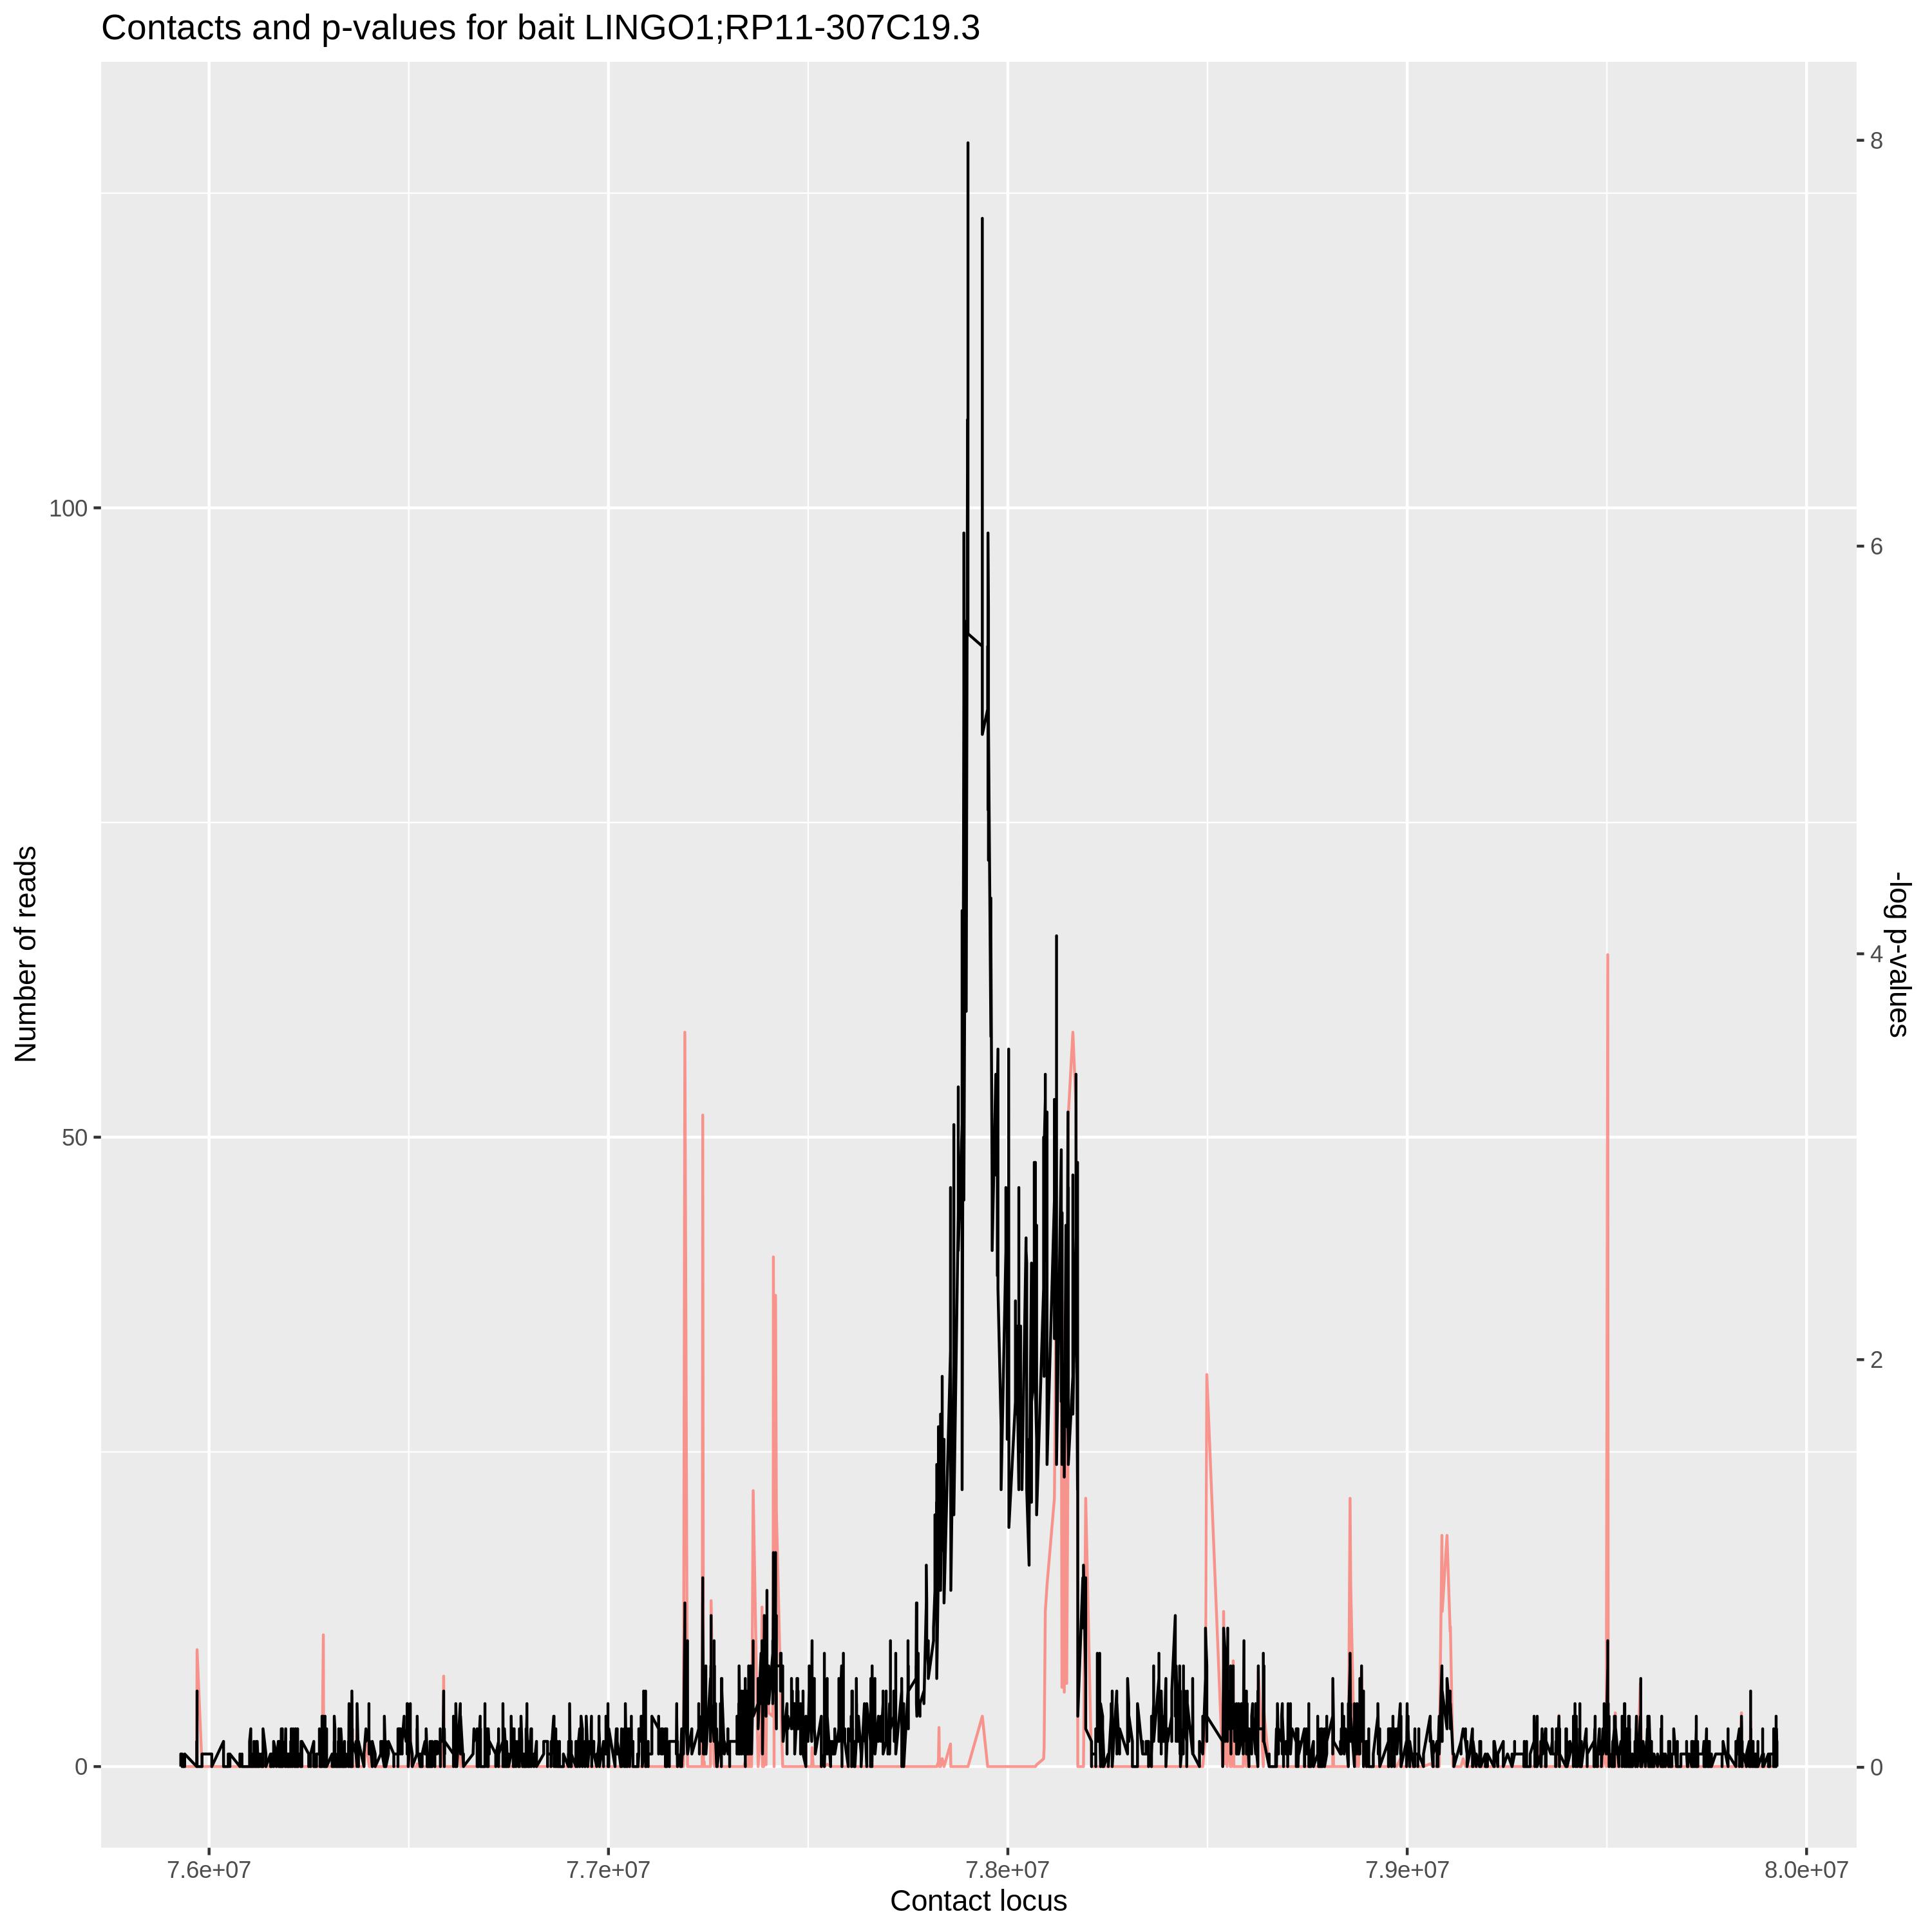 Contacts and p-values for bait LINGO1;RP11-307C19.3
Number of reads
100
50
0
8
6
4
2
0
-log p-values
7.6e+07
7.7e+07
7.8e+07
7.9e+07
8.0e+07
Contact locus